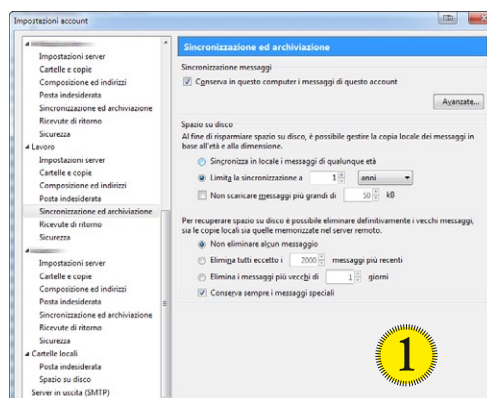 Impostazioni account
Impostazioni server
Cartelle e copie
Composizione ed indirizzi
Posta indesiderata
Sincronizzazione ed archiviazione
Ricevute di ritorno
Sicurezza
Lavoro
Impostazioni server
Cartelle e copie
Composizione ed indirizzi
Posta indesiderata
Sincronizzazione ed archiviazione
Ricevute di ritorno
Sicurezza
Impostazioni server
Cartelle e copie
Composizione ed indirizzi
Posta indesiderata
Sincronizzazione ed archiviazione
Ricevute di ritorno
Sicurezza
Cartelle locali
Posta indesiderata
Spazio su disco
Server in uscita (SMTP)
Sincronizzazione ed archiviazione
Sincronizzazione messaggi
Conserva in questo computer i messaggi di questo account
Avanzate...
Spazio su disco
Al fine di risparmiare spazio su disco, è possibile gestire la copia locale dei messaggi in
base all'età e alla dimensione.
Sincronizza in locale i messaggi di qualunque età
Limita la sincronizzazione a 1 anni
Non scaricare messaggi più grandi di 50 kB
Per recuperare spazio su disco è possibile eliminare definitivamente i vecchi messaggi,
sia le copie locali sia quelle memorizzate nel server remoto.
Non eliminare alcun messaggio
Elimina tutti eccetto i 2000 messaggi più recenti
Elimina i messaggi più vecchi di 1 giorni
Conserva sempre i messaggi speciali
1